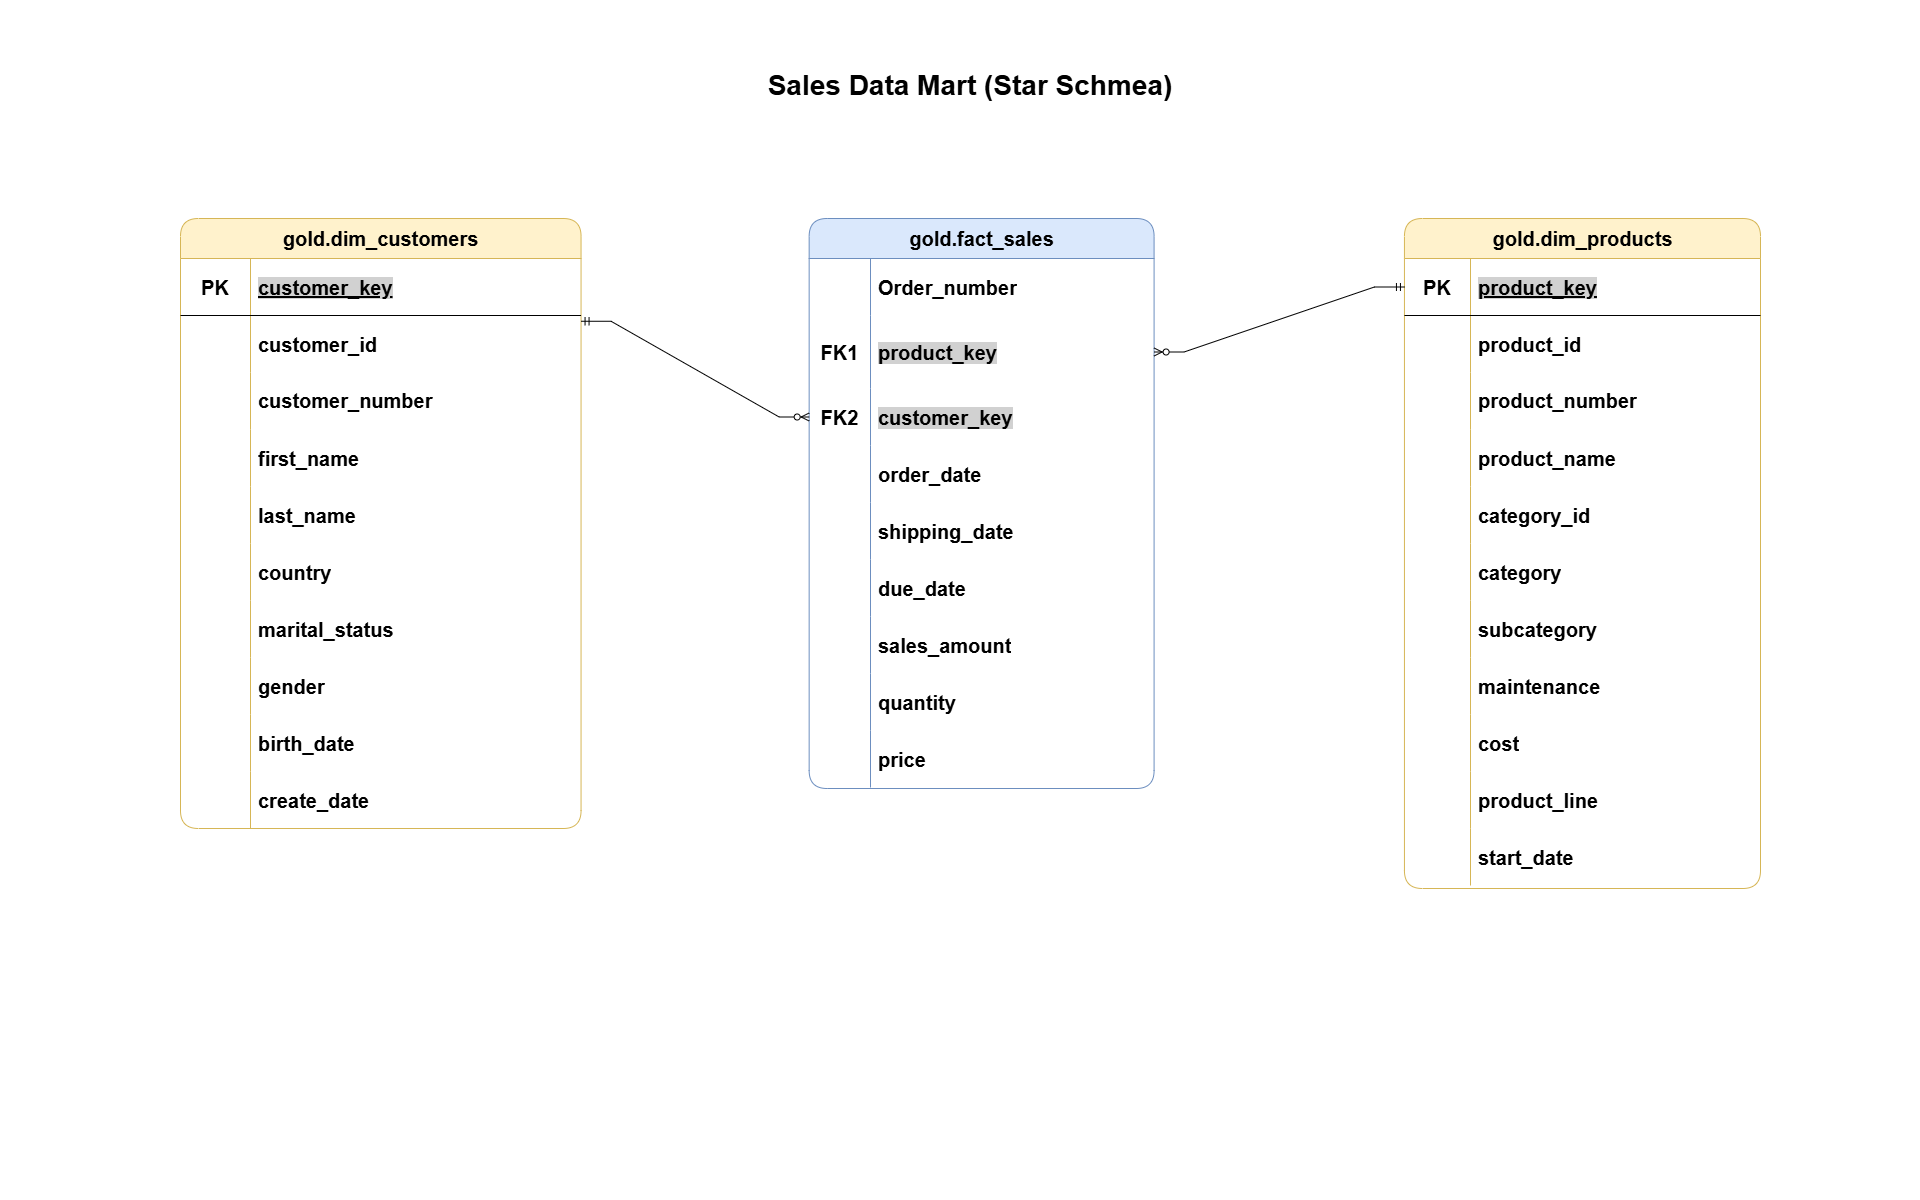 Sales Data Mart (Star Schmea)
gold.dim_customers
PK customer_key
customer_id
customer_number
first_name
last_name
country
marital_status
gender
birth_date
create_date
gold.fact_sales
Order_number
FK1 product_key
FK2 customer_key
order_date
shipping_date
due_date
sales_amount
quantity
price
gold.dim_products
PK product_key
product_id
product_number
product_name
category_id
category
subcategory
maintenance
cost
product_line
start_date